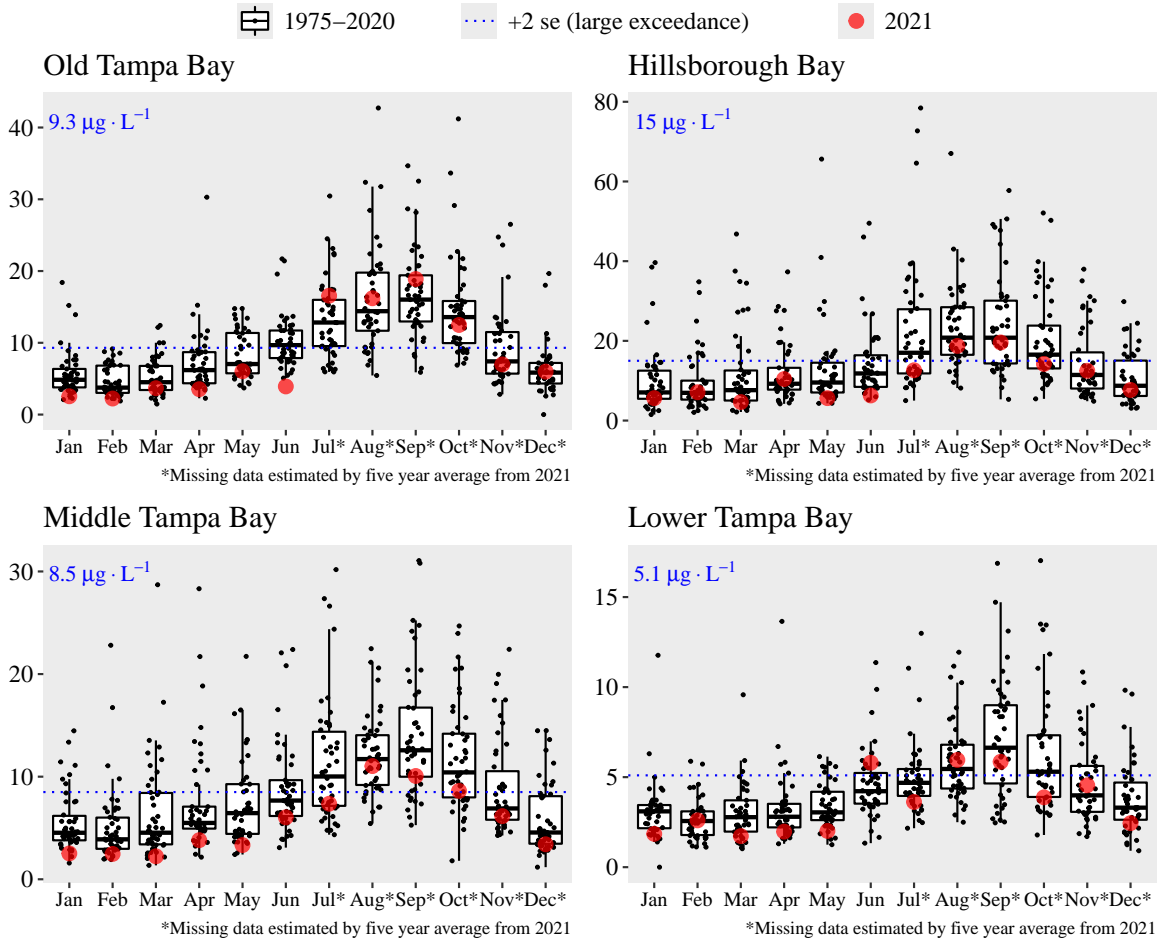 1975−2020 +2 se (large exceedance) 2021
Old Tampa Bay
9.3 μg · L⁻¹
40
30
20
10
0
Jan Feb Mar Apr May Jun Jul* Aug* Sep* Oct* Nov* Dec*
*Missing data estimated by five year average from 2021
Hillsborough Bay
15 μg · L⁻¹
80
60
40
20
0
Jan Feb Mar Apr May Jun Jul* Aug* Sep* Oct* Nov* Dec*
*Missing data estimated by five year average from 2021
Middle Tampa Bay
8.5 μg · L⁻¹
30
20
10
0
Jan Feb Mar Apr May Jun Jul* Aug* Sep* Oct* Nov* Dec*
*Missing data estimated by five year average from 2021
Lower Tampa Bay
5.1 μg · L⁻¹
15
10
5
0
Jan Feb Mar Apr May Jun Jul* Aug* Sep* Oct* Nov* Dec*
*Missing data estimated by five year average from 2021